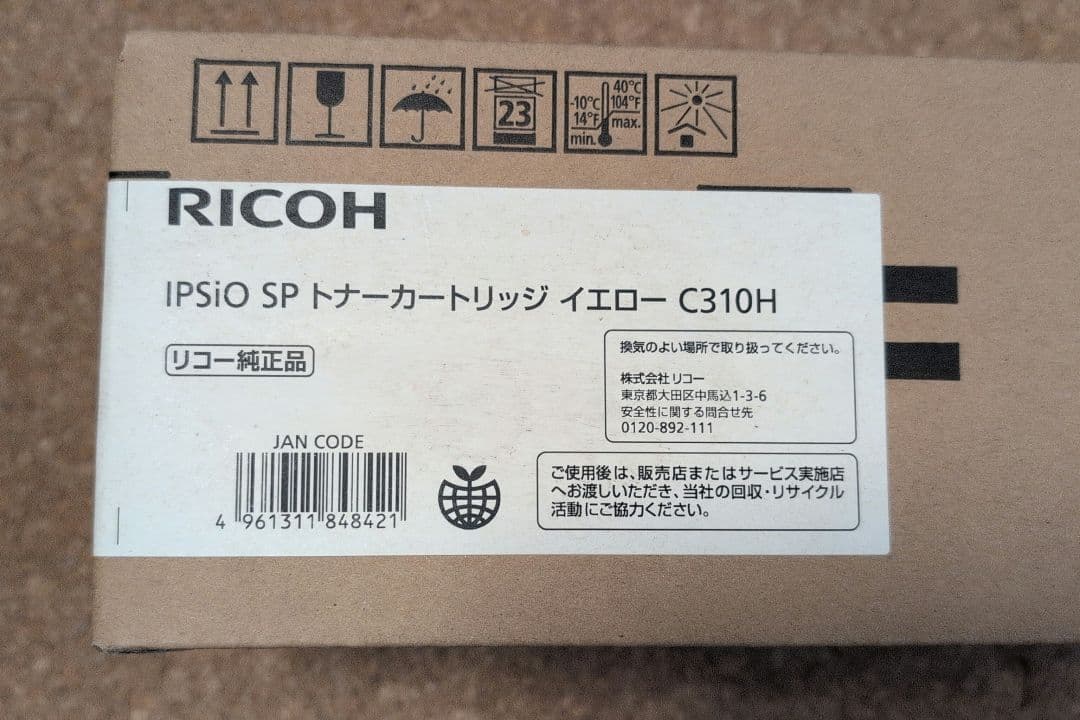 23
-10°C
14°F
min.
40°C
104°F
max.
RICOH
IPSiO SP トナーカートリッジ イエロー C310H
リコー純正品
換気のよい場所で取り扱ってください。
株式会社リコー
東京都大田区中馬込1-3-6
安全性に関する問合せ先
0120-892-111
JAN CODE
4 961311 848421
ご使用後は、販売店またはサービス実施店
へお渡しいただき、当社の回収・リサイクル
活動にご協力ください。